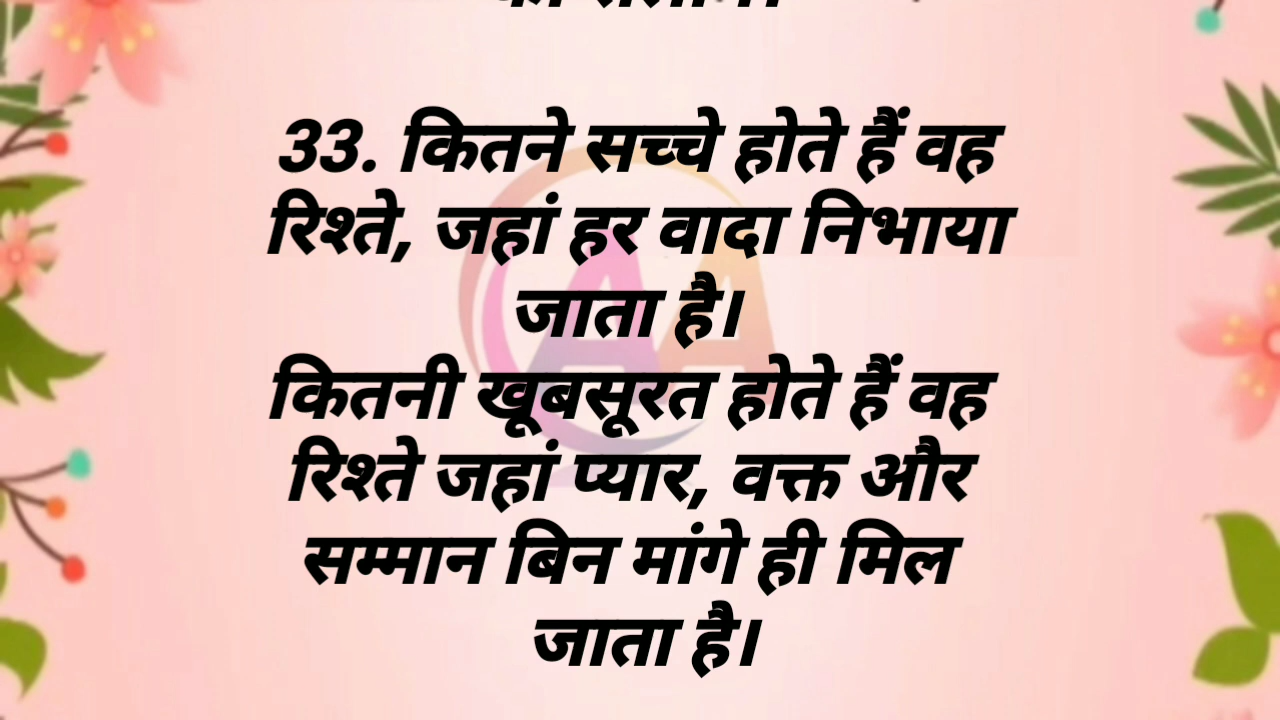 33. कितने सच्चे होते हैं वह
रिश्ते, जहां हर वादा निभाया
जाता है।
कितनी खूबसूरत होते हैं वह
रिश्ते जहां प्यार, वक्त और
सम्मान बिन मांगे ही मिल
जाता है।